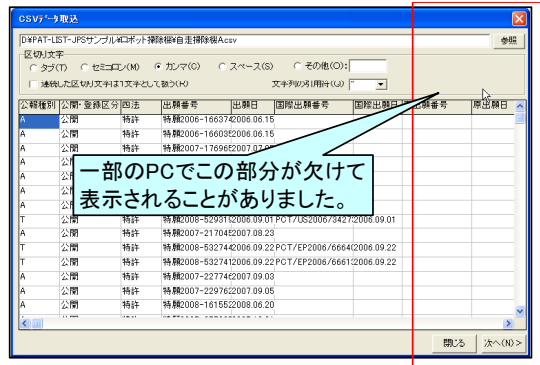 CSVデータ取込
D:¥PAT-LIST-JPSサンプル¥ロボット掃除機¥自走掃除機A.csv 参照
区切り文字
タブ(T) セミコロン(M) カンマ(C) スペース(S) その他(O):
連続した区切り文字は1文字として扱う(R) 文字列の引用符(G) "
公報種別 公開・登録区分 四法 出願番号 出願日 国際出願番号 国際出願日 原出願番号 原出願日
A 公開 特許 特願2006-166374 2006.06.15
A 公開 特許 特願2006-16603 2006.06.15
A 公開 特許 特願2007-17696 2007.07.05
一部のPCでこの部分が欠けて
表示されることがありました。
T 公開 特許 特願2008-52931 2006.09.01 PCT/US2006/3427 2006.09.01
A 公開 特許 特願2007-21704 2007.08.23
T 公開 特許 特願2008-53274 2006.09.22 PCT/EP2006/6664 2006.09.22
T 公開 特許 特願2008-53274 2006.09.22 PCT/EP2006/6661 2006.09.22
A 公開 特許 特願2007-22774 2007.09.03
A 公開 特許 特願2007-22976 2007.09.05
A 公開 特許 特願2008-16155 2008.06.20
閉じる 次へ(N)>